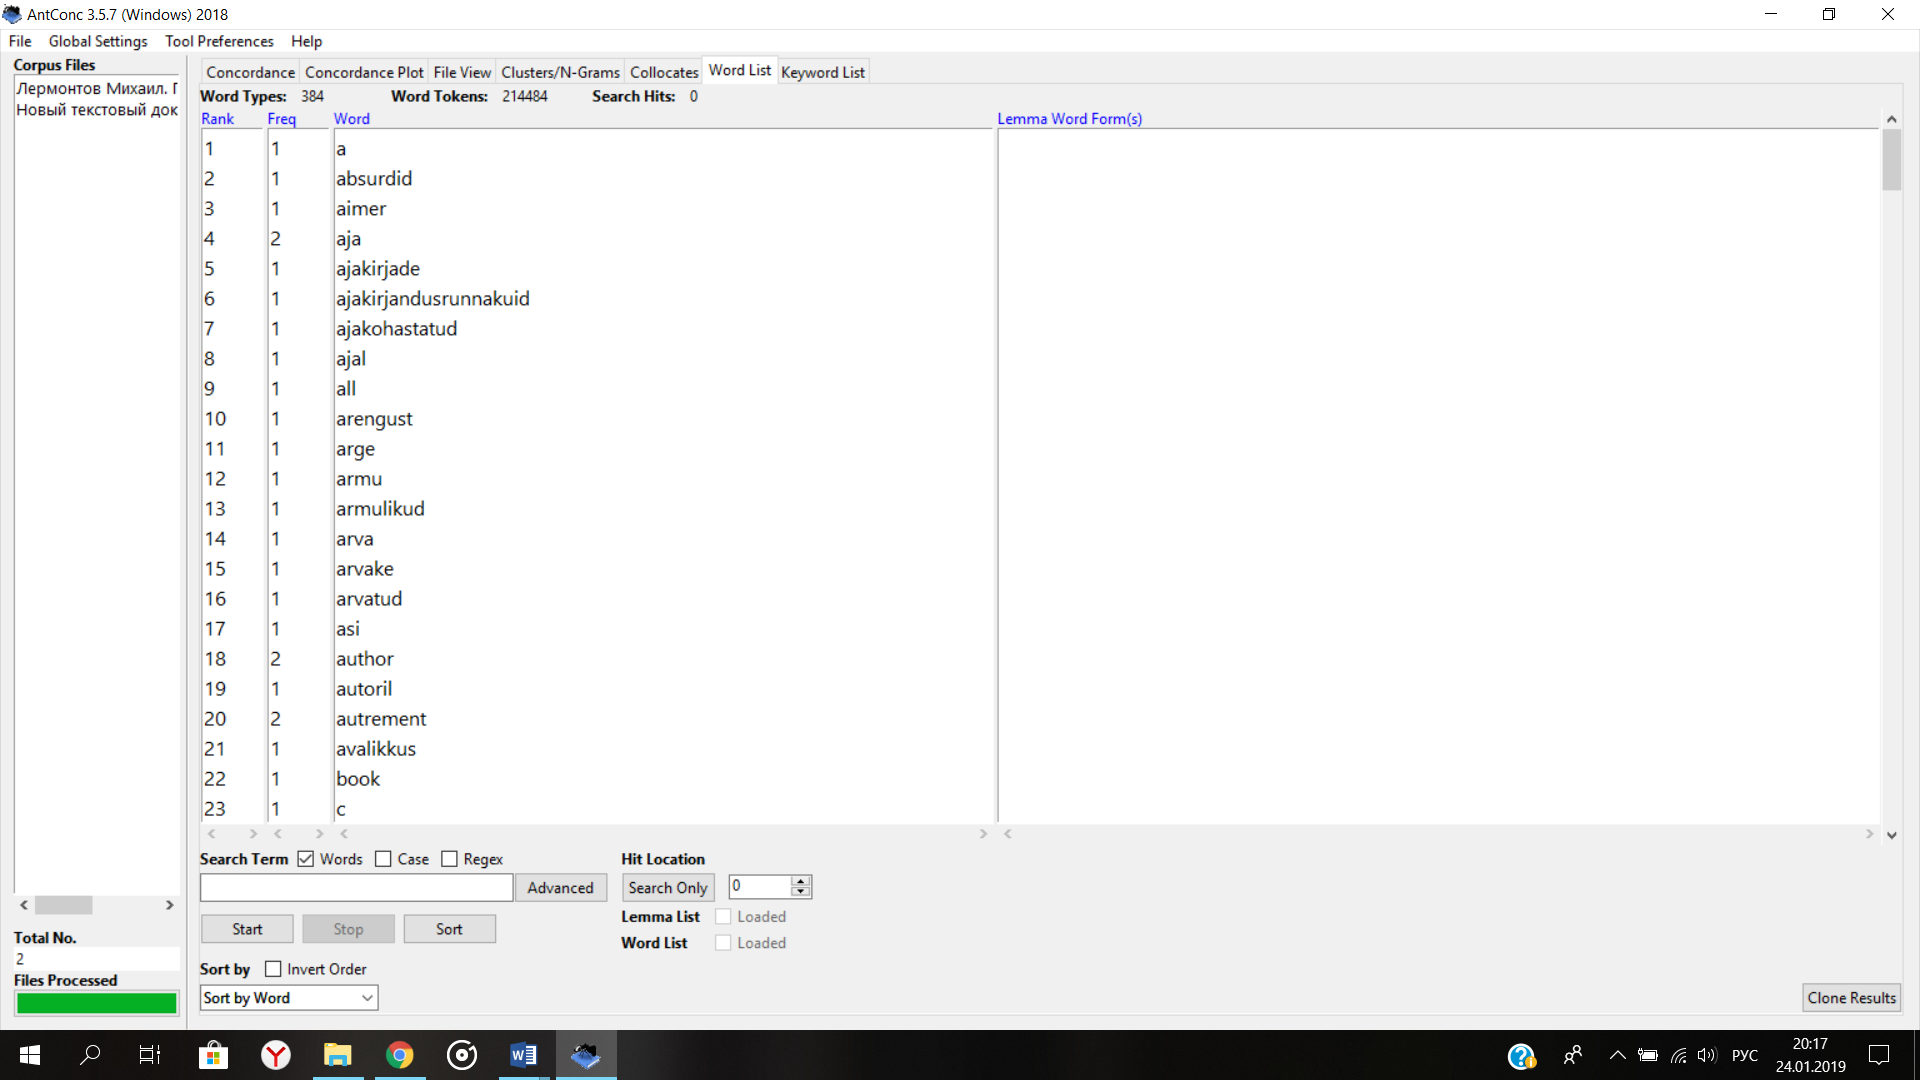 AntConc 3.5.7 (Windows) 2018
File Global Settings Tool Preferences Help
Corpus Files
Лермонтов Михаил. Г
Новый текстовый док
Concordance Concordance Plot File View Clusters/N-Grams Collocates Word List Keyword List
Word Types: 384 Word Tokens: 214484 Search Hits: 0
Rank Freq Word Lemma Word Form(s)
1 1 a
2 1 absurdid
3 1 aimer
4 2 aja
5 1 ajakirjade
6 1 ajakirjandusrunnakuid
7 1 ajakohastatud
8 1 ajal
9 1 all
10 1 arengust
11 1 arge
12 1 armu
13 1 armulikud
14 1 arva
15 1 arvake
16 1 arvatud
17 1 asi
18 2 author
19 1 autoril
20 2 autrement
21 1 avalikkus
22 1 book
23 1 c
Search Term Words Case Regex Hit Location
Advanced Search Only 0
Lemma List Loaded
Start Stop Sort
Word List Loaded
Total No.
2
Files Processed
Sort by Invert Order
Sort by Word
Clone Results
РУС
20:17
24.01.2019